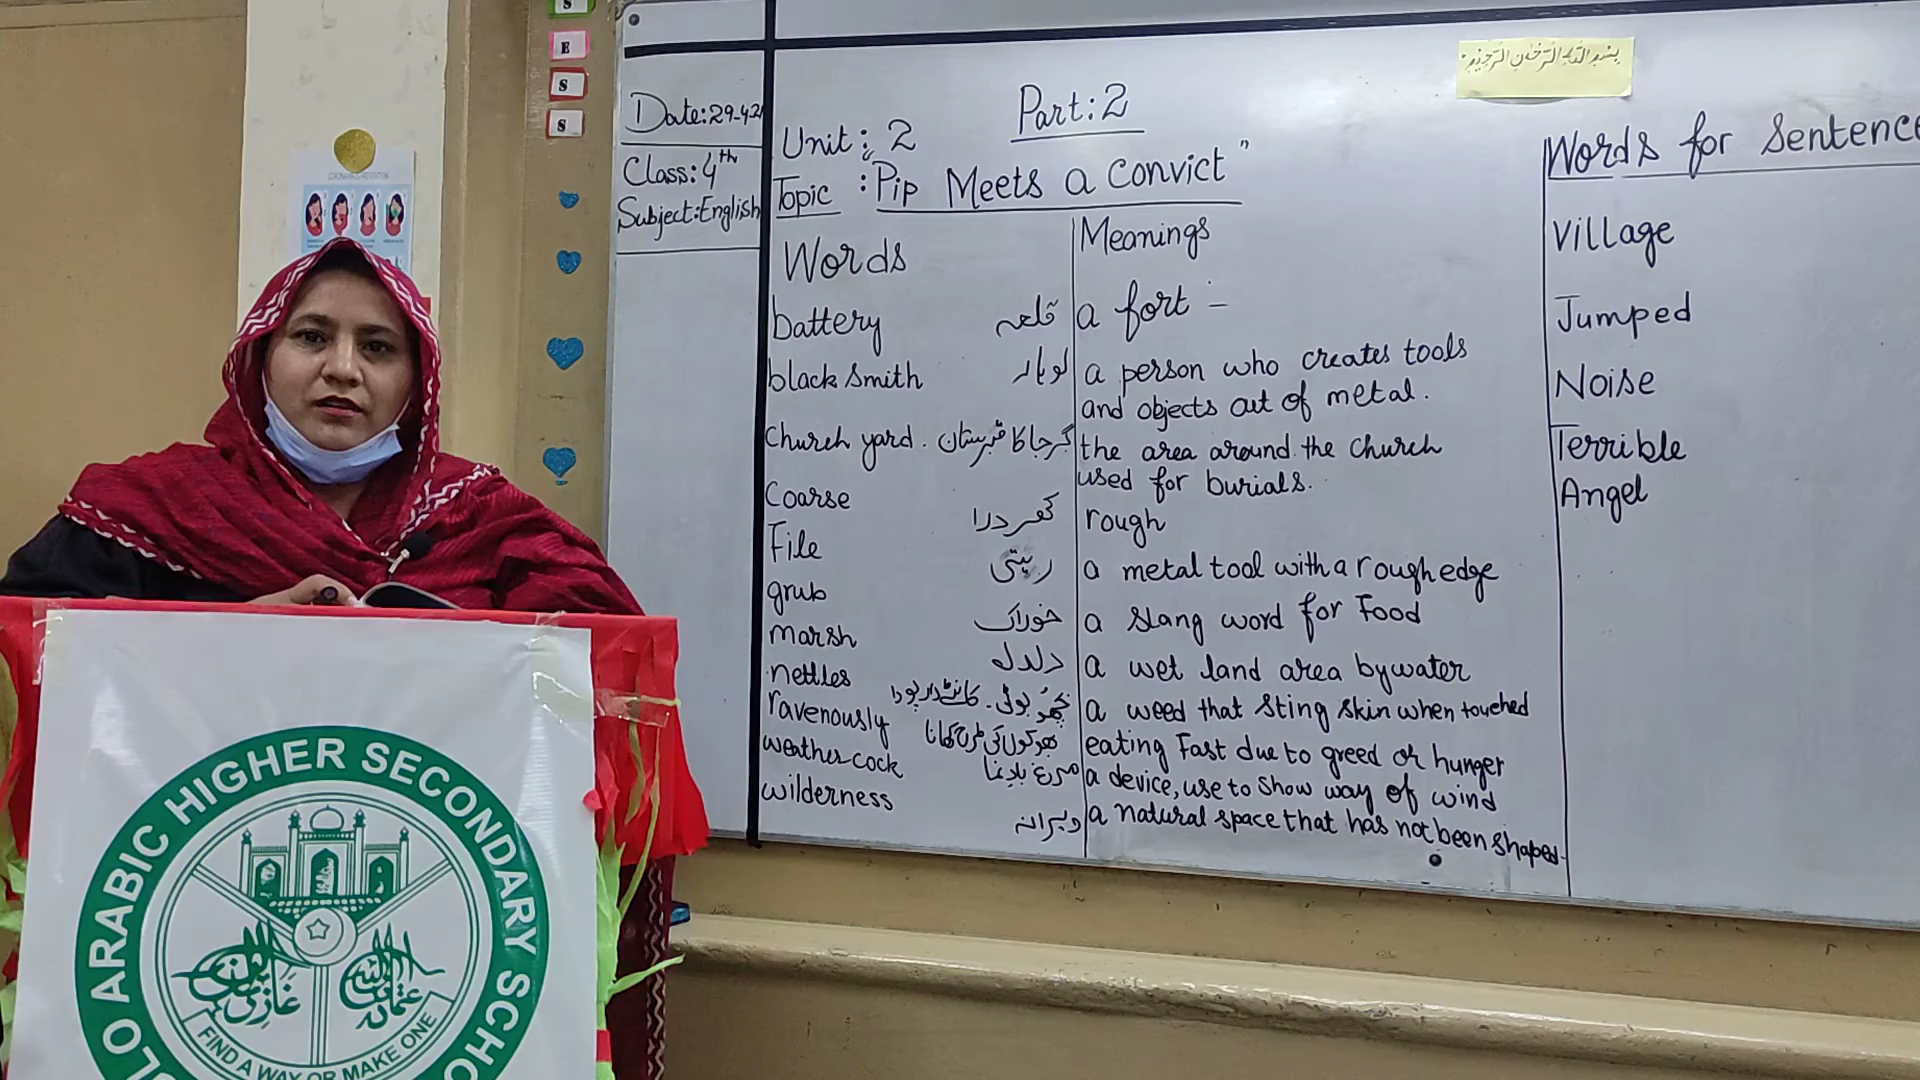 S
E
S
S
CORONAVIRUS PREVENTION
بسم اللہ الرحمٰن الرحیم
Date:29-4-21
Class:4th
Subject:English
Part:2
Unit: 2
Topic : Pip Meets a Convict"
Words
Meanings
battery قلعہ a fort –
black smith لوہار a person who creates tools
and objects out of metal.
Church yard. گرجا کا قبرستان the area around the church
used for burials.
Coarse کھردرا rough
File ریتی a metal tool with a rough edge
grub خوراک a slang word for Food
marsh دلدل a wet land area by water
nettles بچھو بوٹی۔ کانٹے دار پودا a weed that sting skin when touched
ravenously بھوکوں کی طرح کھانا eating Fast due to greed or hunger
weather cock مرغ بادنما a device, use to show way of wind
wilderness ویرانہ a natural space that has not been shaped.
Words for Sentence
Village
Jumped
Noise
Terrible
Angel
LO ARABIC HIGHER SECONDARY SCHO
FIND A WAY OR MAKE ONE